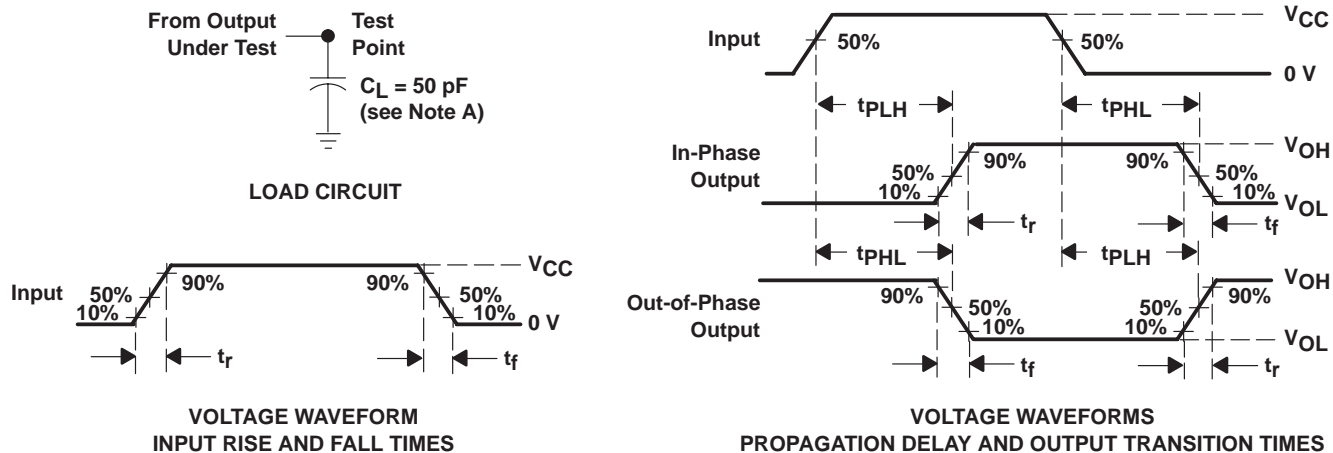 From Output
Under Test
Test
Point
CL = 50 pF
(see Note A)
LOAD CIRCUIT
Input
50%
10%
90%
90%
50%
10%
VCC
0 V
tr
tf
VOLTAGE WAVEFORM
INPUT RISE AND FALL TIMES
Input
50%
50%
VCC
0 V
tPLH
tPHL
In-Phase
Output
50%
10%
90%
90%
50%
10%
VOH
VOL
tr
tf
tPHL
tPLH
Out-of-Phase
Output
90%
50%
10%
50%
10%
90%
VOH
VOL
tf
tr
VOLTAGE WAVEFORMS
PROPAGATION DELAY AND OUTPUT TRANSITION TIMES